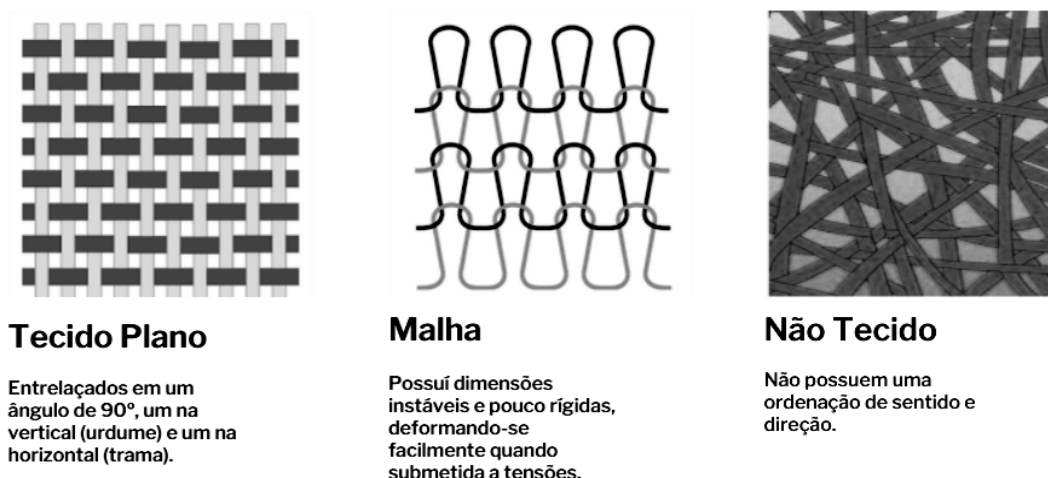 Tecido Plano
Entrelaçados em um
ângulo de 90º, um na
vertical (urdume) e um na
horizontal (trama).
Malha
Possuí dimensões
instáveis e pouco rígidas,
deformando-se
facilmente quando
submetida a tensões.
Não Tecido
Não possuem uma
ordenação de sentido e
direção.